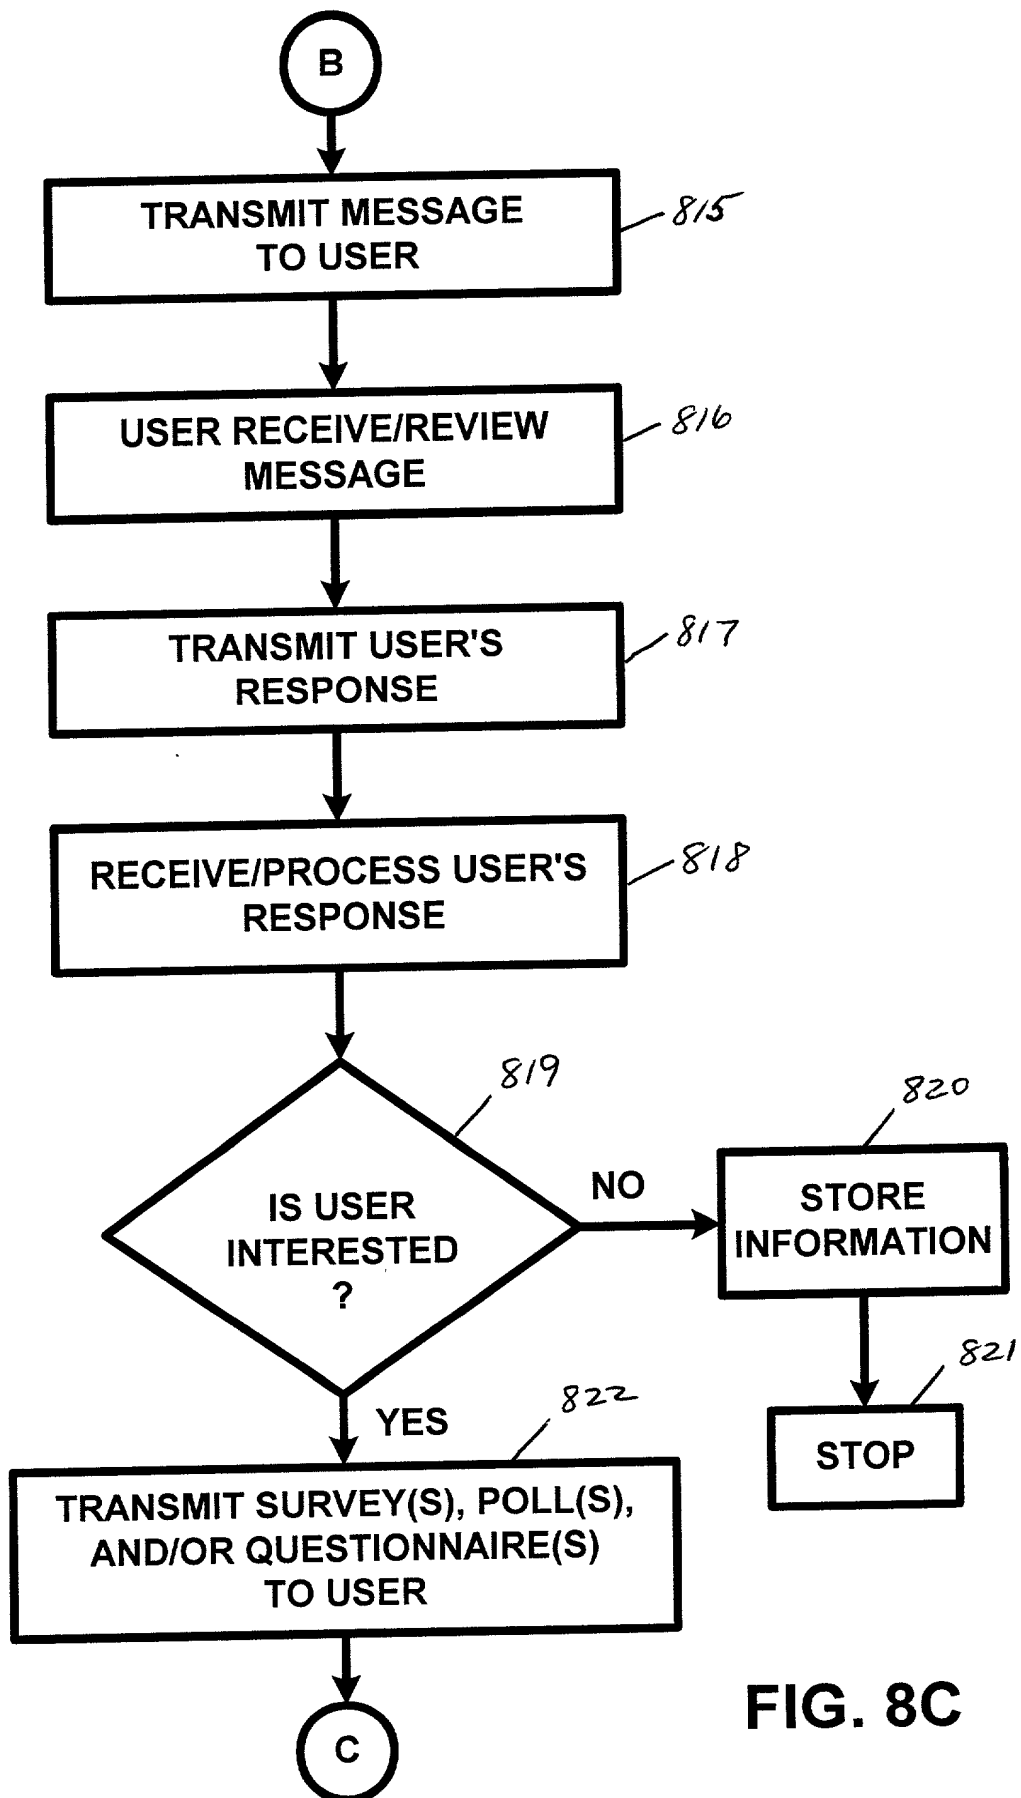 B
TRANSMIT MESSAGE
TO USER
815
USER RECEIVE/REVIEW
MESSAGE
816
TRANSMIT USER'S
RESPONSE
817
RECEIVE/PROCESS USER'S
RESPONSE
818
819
IS USER
INTERESTED
?
NO
820
STORE
INFORMATION
821
STOP
YES
822
TRANSMIT SURVEY(S), POLL(S),
AND/OR QUESTIONNAIRE(S)
TO USER
C
FIG. 8C